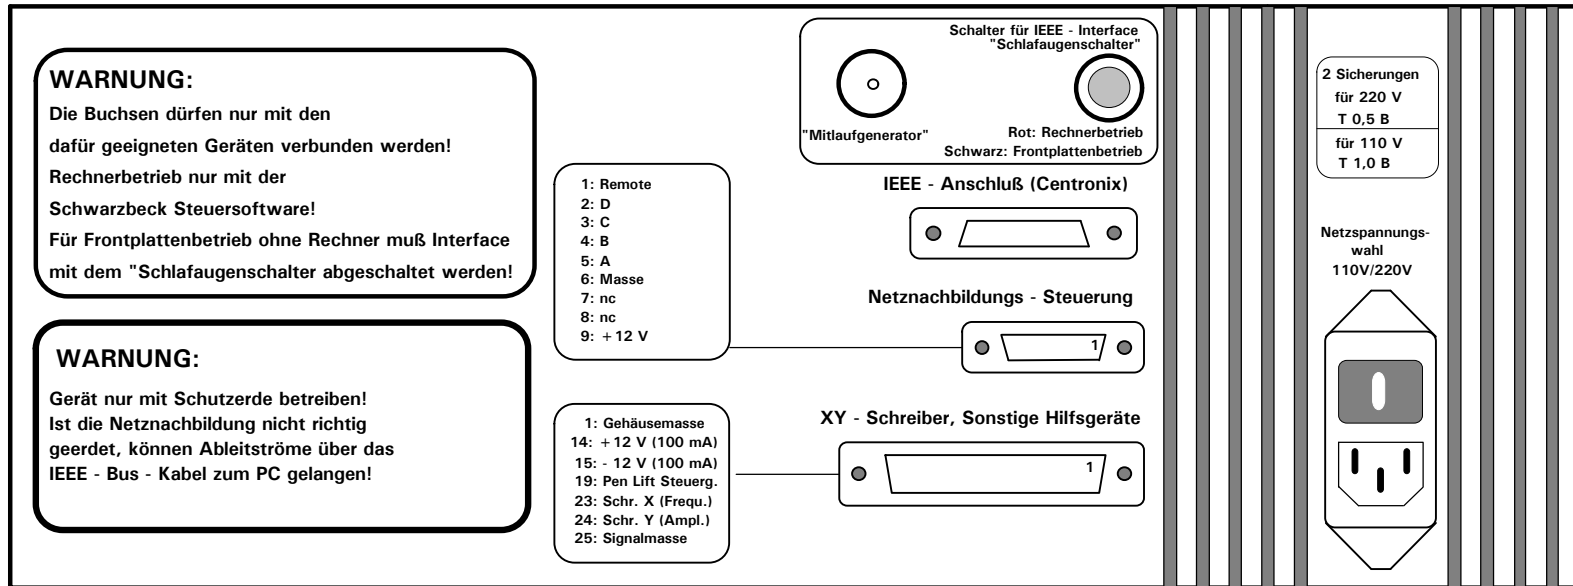 WARNUNG:
Die Buchsen dürfen nur mit den
dafür geeigneten Geräten verbunden werden!
Rechnerbetrieb nur mit der
Schwarzbeck Steuersoftware!
Für Frontplattenbetrieb ohne Rechner muß Interface
mit dem "Schlafaugenschalter abgeschaltet werden!
WARNUNG:
Gerät nur mit Schutzerde betreiben!
Ist die Netznachbildung nicht richtig
geerdet, können Ableitströme über das
IEEE - Bus - Kabel zum PC gelangen!
1: Remote
2: D
3: C
4: B
5: A
6: Masse
7: nc
8: nc
9: +12 V
1: Gehäusemasse
14: +12 V (100 mA)
15: - 12 V (100 mA)
19: Pen Lift Steuerg.
23: Schr. X (Frequ.)
24: Schr. Y (Ampl.)
25: Signalmasse
Schalter für IEEE - Interface
"Schlafaugenschalter"
"Mitlaufgenerator"
Rot: Rechnerbetrieb
Schwarz: Frontplattenbetrieb
IEEE - Anschluß (Centronix)
Netznachbildungs - Steuerung
1
XY - Schreiber, Sonstige Hilfsgeräte
1
2 Sicherungen
für 220 V
T 0,5 B
für 110 V
T 1,0 B
Netzspannungs-
wahl
110V/220V